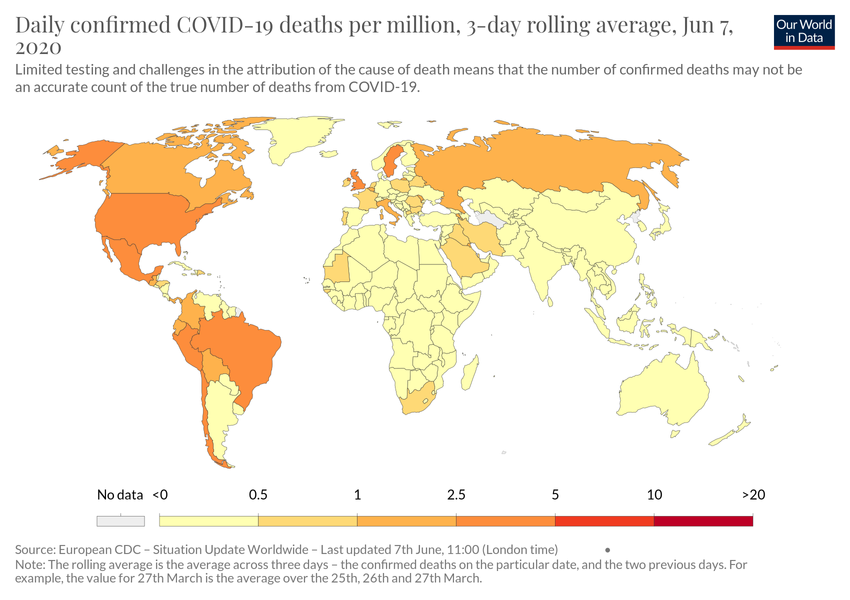 Daily confirmed COVID-19 deaths per million, 3-day rolling average, Jun 7,
2020
Our World
in Data
Limited testing and challenges in the attribution of the cause of death means that the number of confirmed deaths may not be
an accurate count of the true number of deaths from COVID-19.
No data <0 0.5 1 2.5 5 10 >20
Source: European CDC – Situation Update Worldwide – Last updated 7th June, 11:00 (London time)
Note: The rolling average is the average across three days – the confirmed deaths on the particular date, and the two previous days. For
example, the value for 27th March is the average over the 25th, 26th and 27th March.